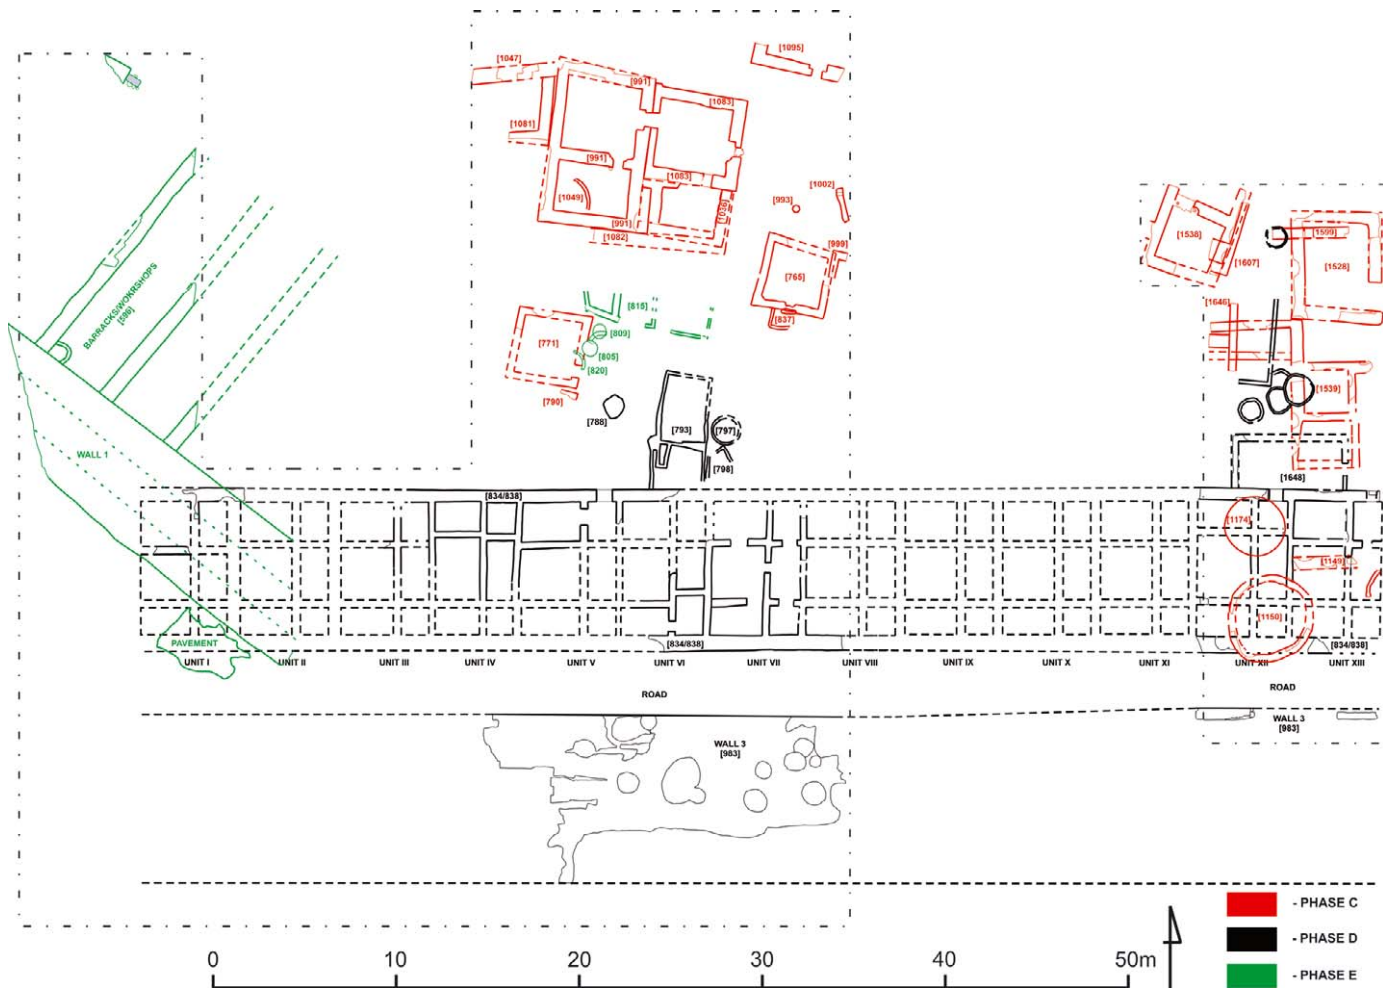 [1047]
[991]
[1083]
[1095]
[1081]
[991]
[1083]
[1049]
[1036]
[991]
[1082]
[993]
[1002]
[999]
[765]
[837]
[1538]
[1607]
[1599]
[1528]
[1646]
[1539]
[1648]
BARRACKS/WOKRSHOPS
[590]
[815]
[809]
[771]
[805]
[820]
[790]
[788]
[793]
[797]
[798]
WALL 1
[834/838]
[1174]
[1149]
[1150]
PAVEMENT
[834/838]
[834/838]
UNIT I
UNIT II
UNIT III
UNIT IV
UNIT V
UNIT VI
UNIT VII
UNIT VIII
UNIT IX
UNIT X
UNIT XI
UNIT XII
UNIT XIII
ROAD
ROAD
WALL 3
[983]
WALL 3
[983]
- PHASE C
- PHASE D
- PHASE E
0 10 20 30 40 50m